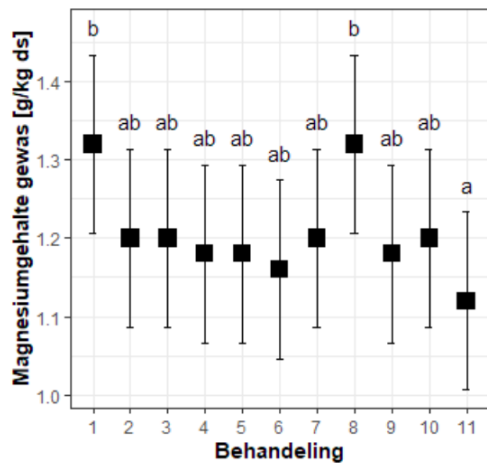 b
b
ab
ab
ab
ab
ab
ab
ab
ab
a
1.4
1.3
1.2
1.1
1.0
Magnesiumgehalte gewas [g/kg ds]
1 2 3 4 5 6 7 8 9 10 11
Behandeling